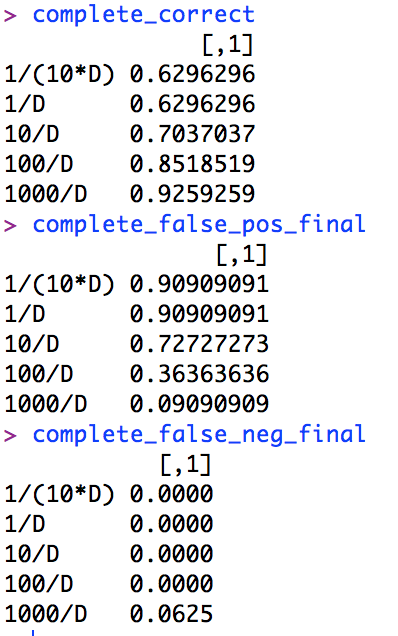 > complete_correct
[,1]
1/(10*D) 0.6296296
1/D 0.6296296
10/D 0.7037037
100/D 0.8518519
1000/D 0.9259259
> complete_false_pos_final
[,1]
1/(10*D) 0.90909091
1/D 0.90909091
10/D 0.72727273
100/D 0.36363636
1000/D 0.09090909
> complete_false_neg_final
[,1]
1/(10*D) 0.0000
1/D 0.0000
10/D 0.0000
100/D 0.0000
1000/D 0.0625